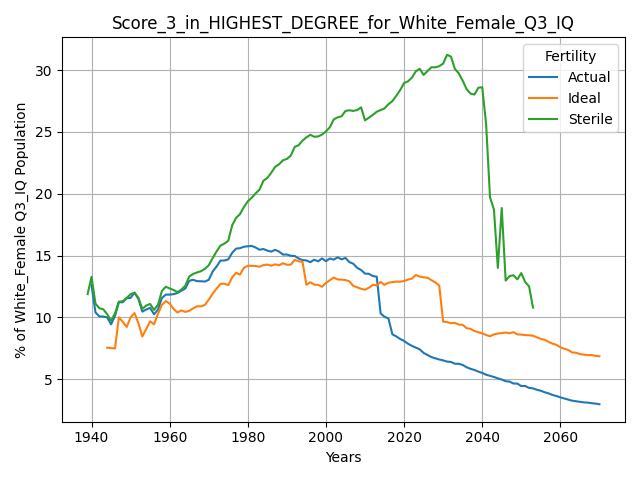 Score_3_in_HIGHEST_DEGREE_for_White_Female_Q3_IQ
% of White_Female Q3_IQ Population
30
25
20
15
10
5
Fertility
Actual
Ideal
Sterile
1940 1960 1980 2000 2020 2040 2060
Years